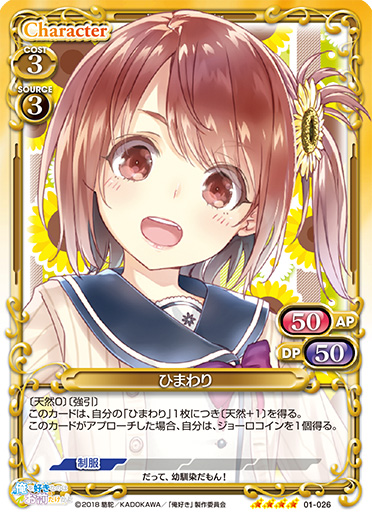 Character
COST
3
SOURCE
3
50 AP
DP 50
ひまわり
〔天然0〕〔強引〕
このカードは、自分の「ひまわり」1枚につき〔天然+1〕を得る。
このカードがアプローチした場合、自分は、ジョーロコインを1個得る。
制服
だって、幼馴染だもん!
©2018 駱駝/KADOKAWA/「俺好き」製作委員会
01-026